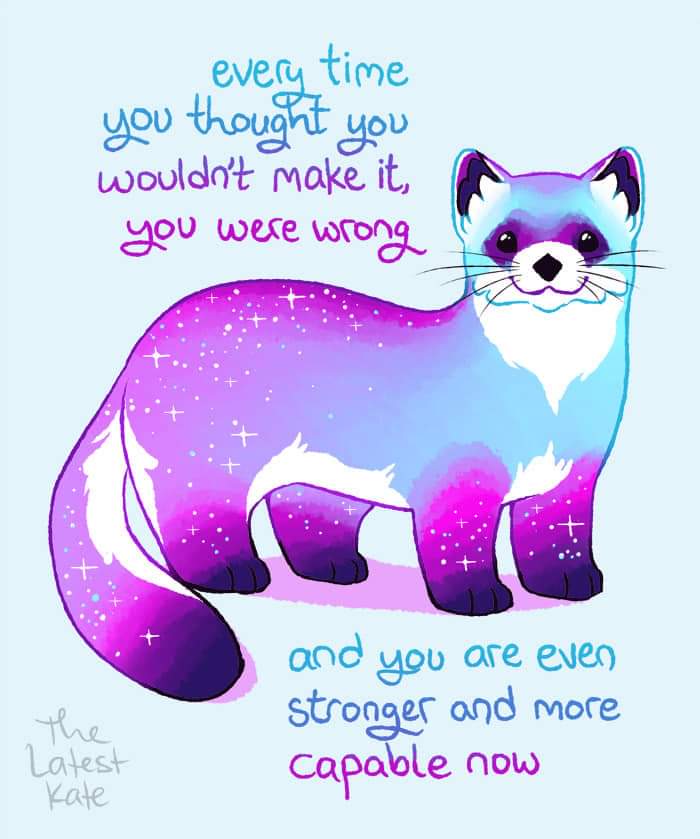 every time
you thought you
wouldn't make it,
you were wrong
and you are even
stronger and more
capable now
The
Latest
Kate